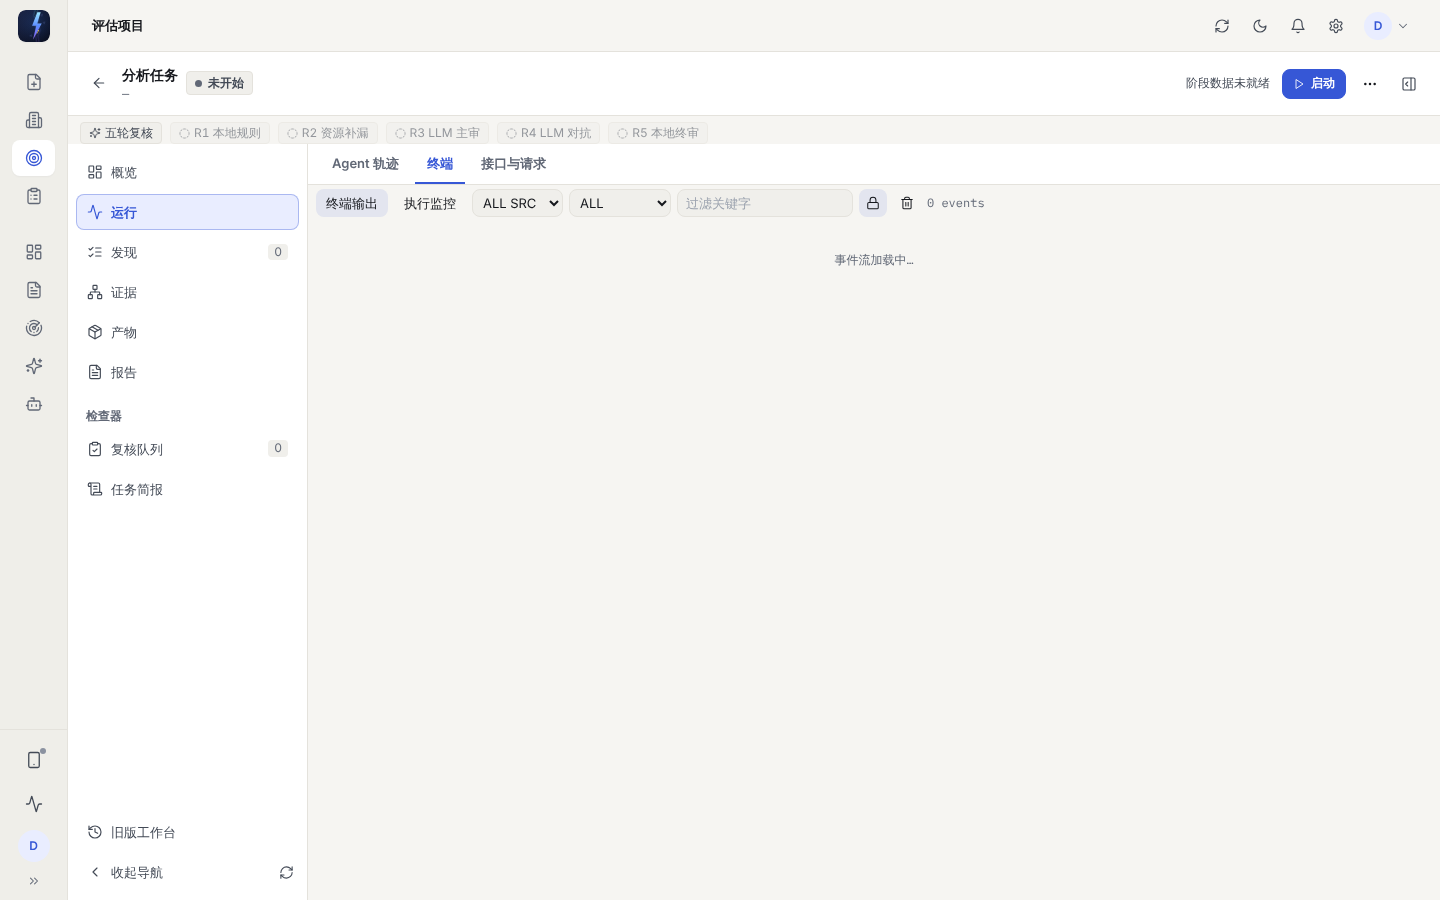 评估项目
D
分析任务
—
未开始
阶段数据未就绪
启动
五轮复核
R1 本地规则
R2 资源补漏
R3 LLM 主审
R4 LLM 对抗
R5 本地终审
概览
运行
发现
0
证据
产物
报告
检查器
复核队列
0
任务简报
旧版工作台
收起导航
Agent 轨迹
终端
接口与请求
终端输出
执行监控
ALL SRC
ALL
过滤关键字
0 events
事件流加载中…
D